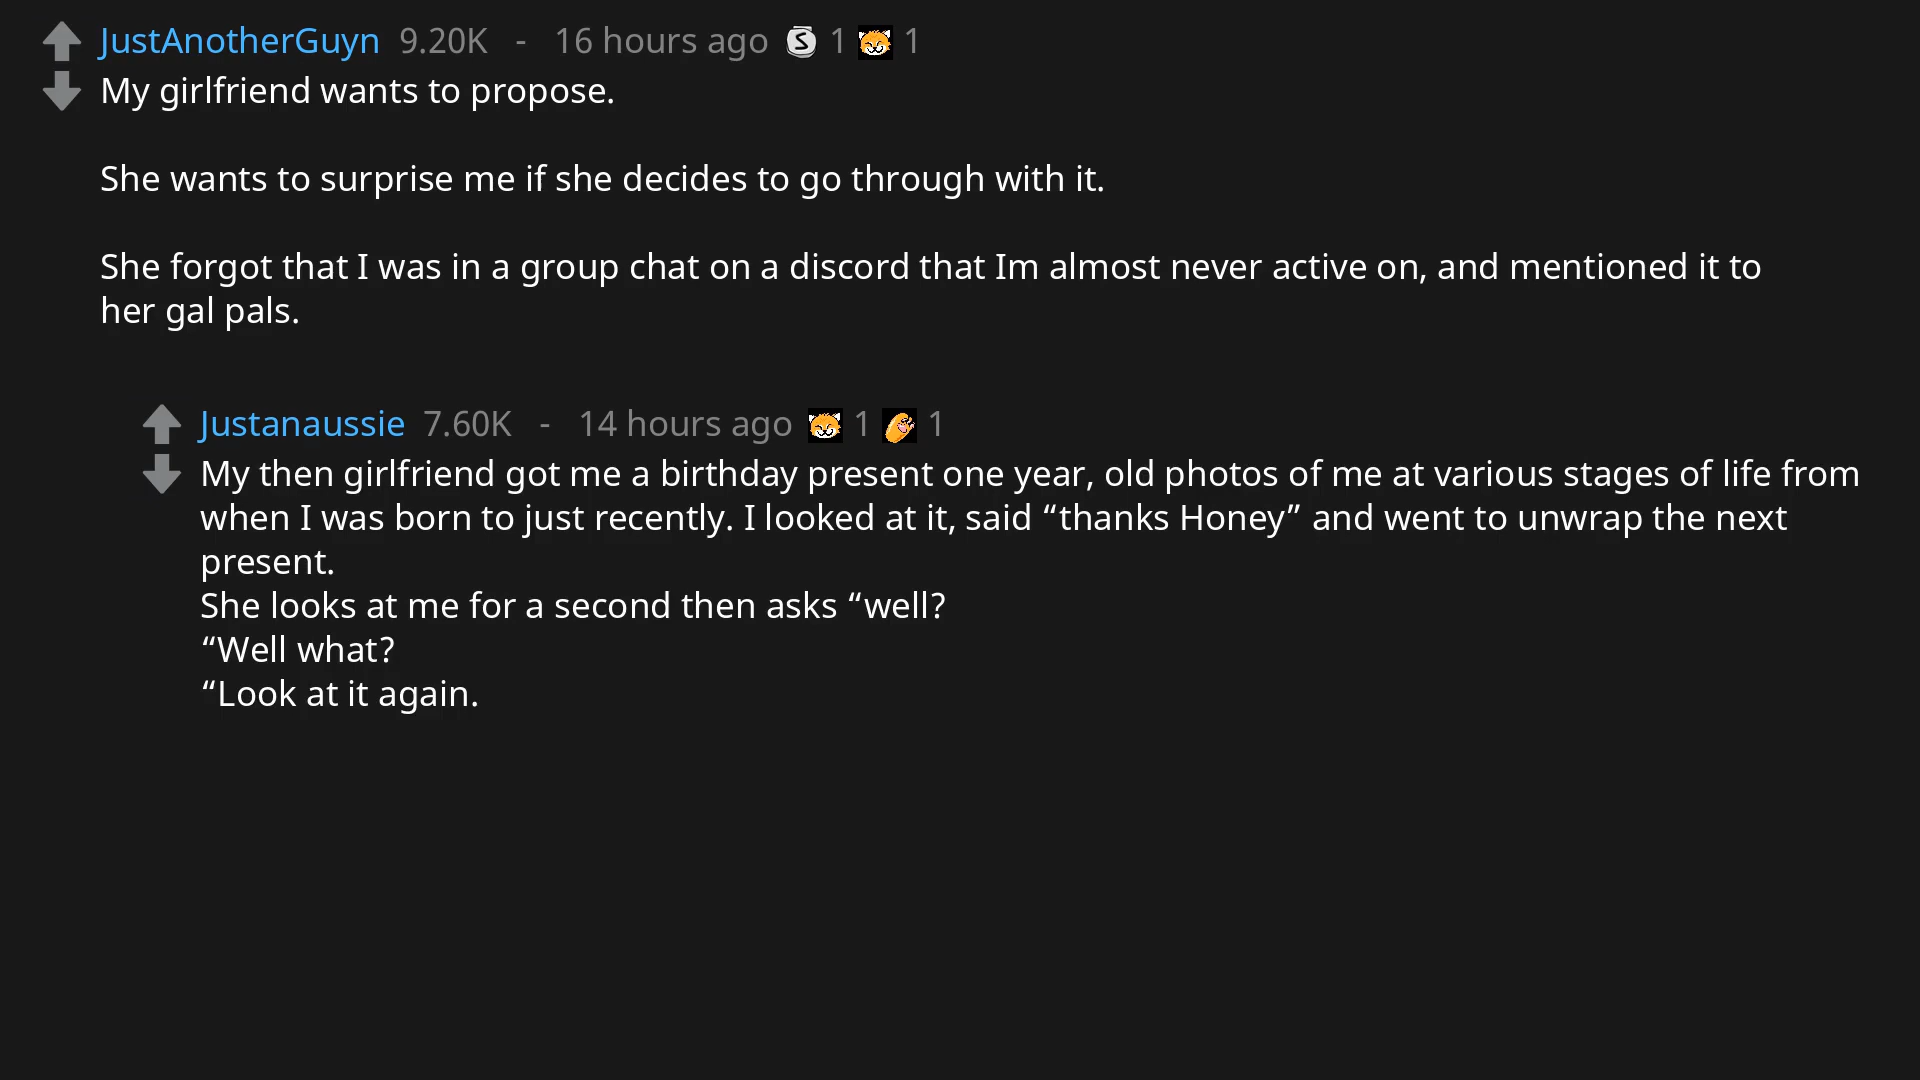 JustAnotherGuyn 9.20K - 16 hours ago S 1 1
My girlfriend wants to propose.
She wants to surprise me if she decides to go through with it.
She forgot that I was in a group chat on a discord that Im almost never active on, and mentioned it to
her gal pals.
Justanaussie 7.60K - 14 hours ago 1 1
My then girlfriend got me a birthday present one year, old photos of me at various stages of life from
when I was born to just recently. I looked at it, said “thanks Honey” and went to unwrap the next
present.
She looks at me for a second then asks “well?
“Well what?
“Look at it again.